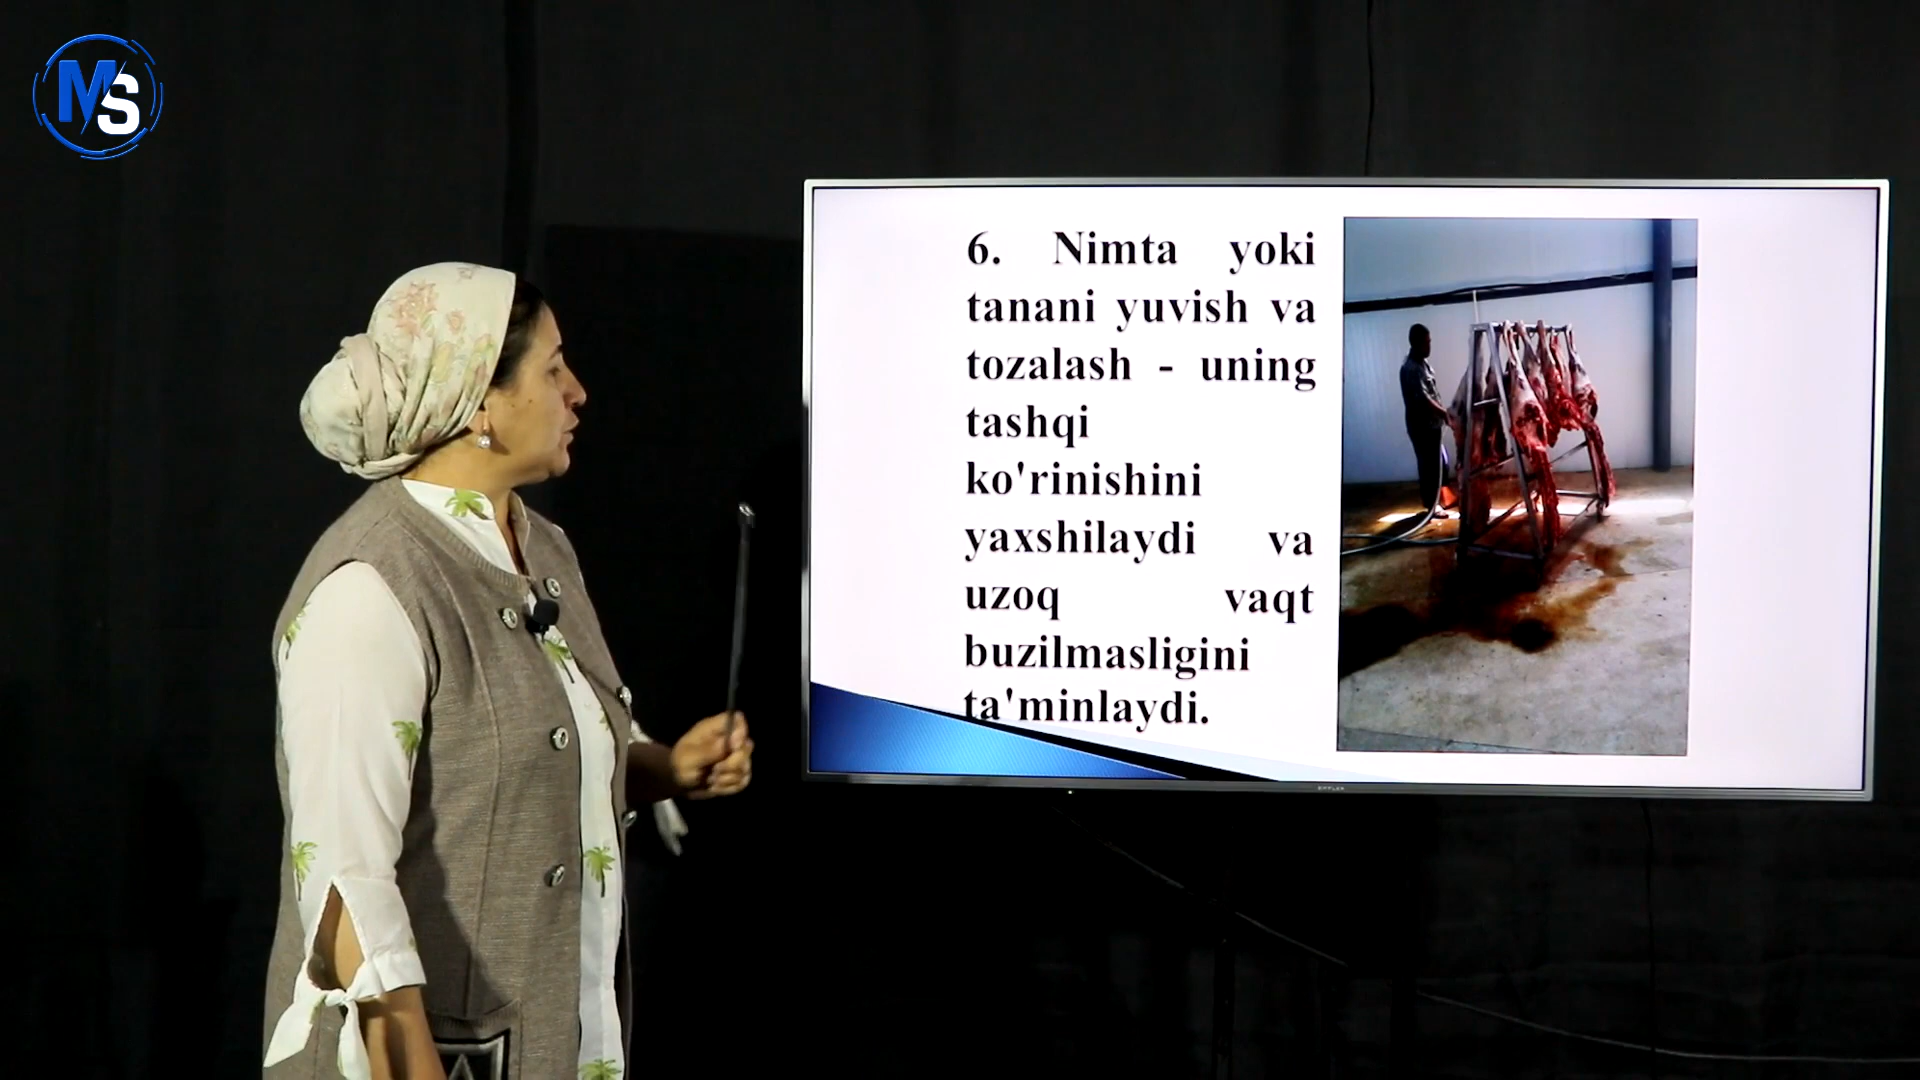 MS
6. Nimta yoki
tanani yuvish va
tozalash - uning
tashqi
ko'rinishini
yaxshilaydi va
uzoq vaqt
buzilmasligini
ta'minlaydi.